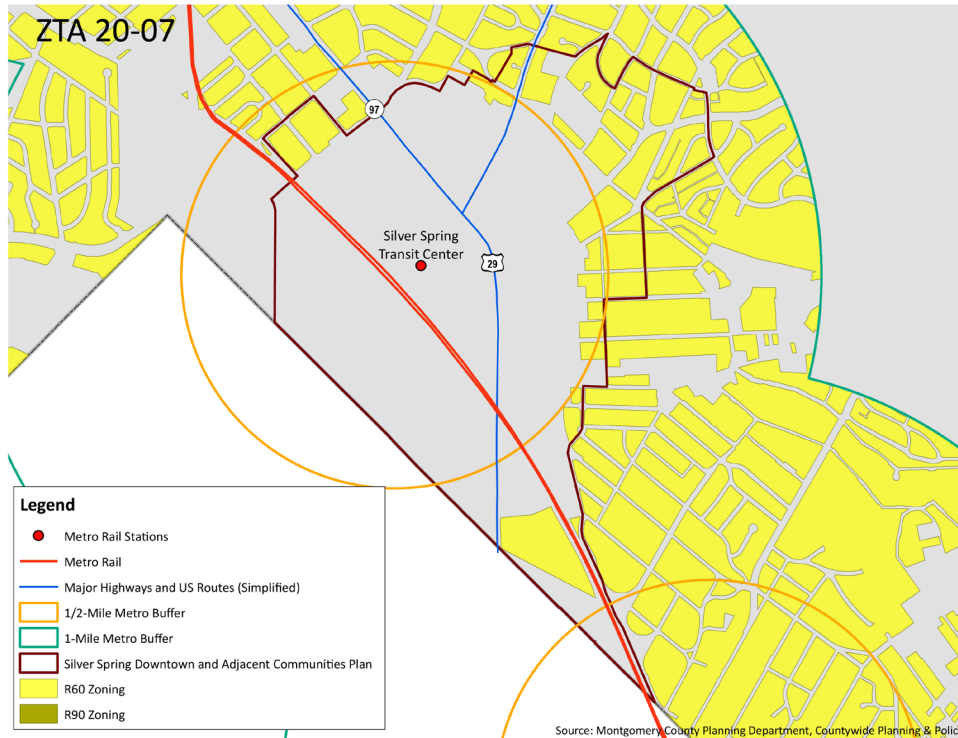 ZTA 20-07
97
Silver Spring
Transit Center
29
Legend
Metro Rail Stations
Metro Rail
Major Highways and US Routes (Simplified)
1/2-Mile Metro Buffer
1-Mile Metro Buffer
Silver Spring Downtown and Adjacent Communities Plan
R60 Zoning
R90 Zoning
Source: Montgomery County Planning Department, Countywide Planning & Polic